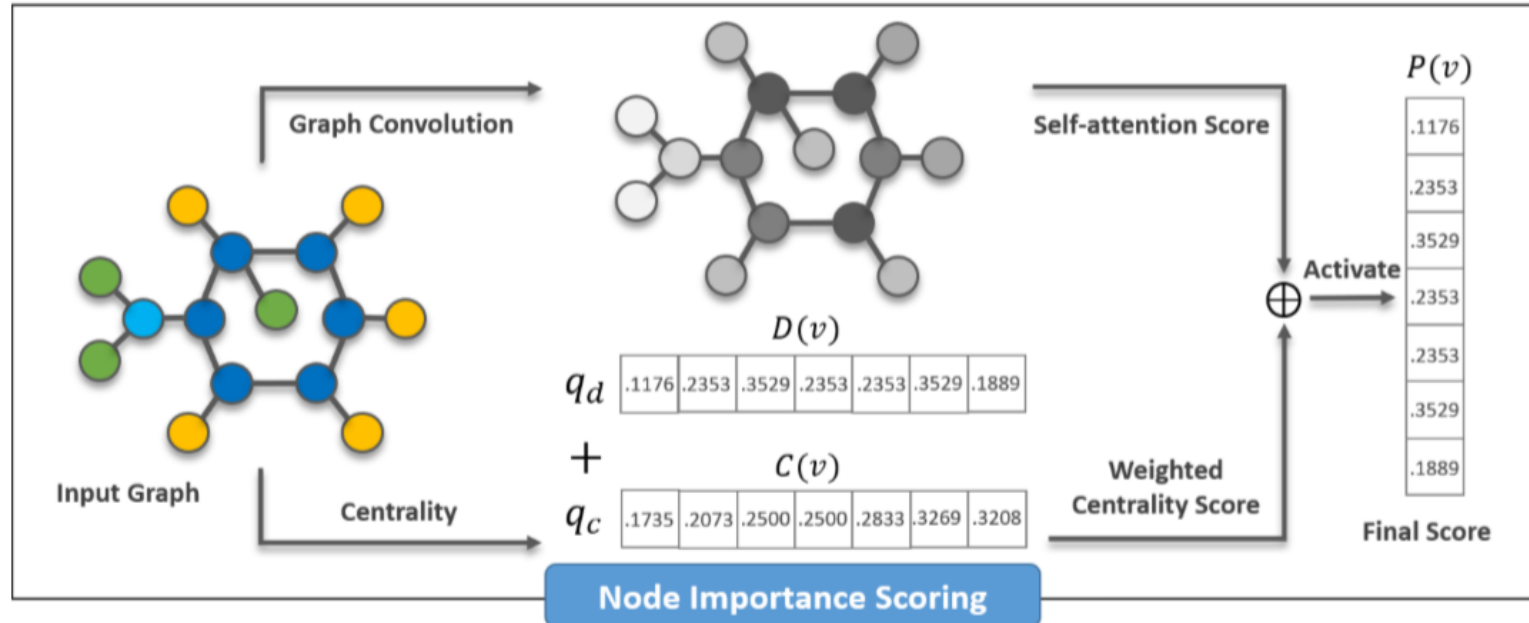 P(v)
Graph Convolution
Self-attention Score
.1176
.2353
.3529
Activate
.2353
D(v)
.2353
q_d .1176 .2353 .3529 .2353 .2353 .3529 .1889
.3529
+
C(v)
Weighted
Centrality Score
.1889
Input Graph
Centrality
q_c .1735 .2073 .2500 .2500 .2833 .3269 .3208
Final Score
Node Importance Scoring